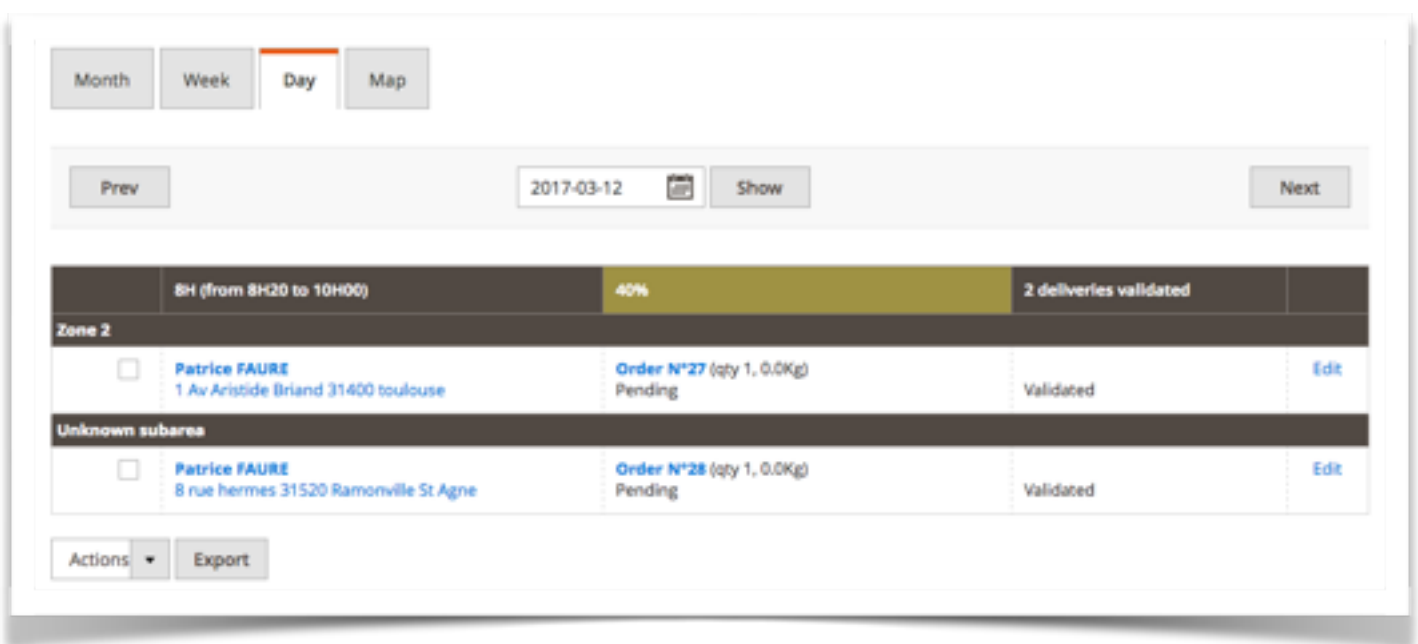 Month Week Day Map
Prev 2017-03-12 Show Next
8H (from 8H20 to 10H00) 40% 2 deliveries validated
Zone 2
Patrice FAURE Order N°27 (qty 1, 0.0Kg) Edit
1 Av Aristide Briand 31400 toulouse Pending Validated
Unknown subarea
Patrice FAURE Order N°28 (qty 1, 0.0Kg) Edit
8 rue hermes 31520 Ramonville St Agne Pending Validated
Actions Export